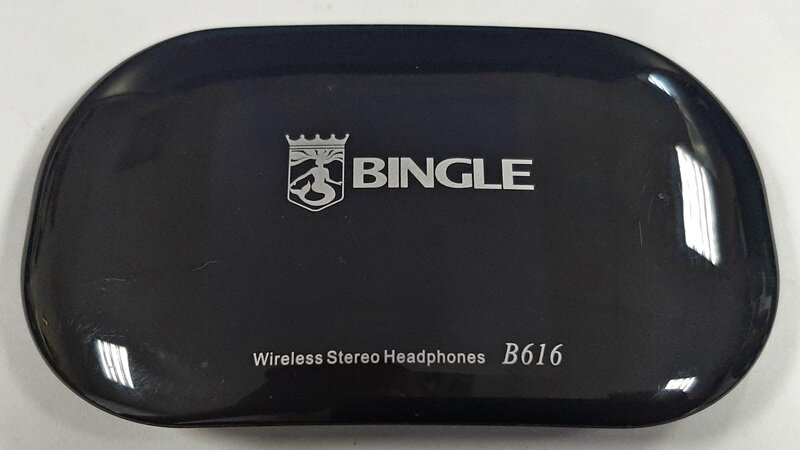 BINGLE
Wireless Stereo Headphones B616